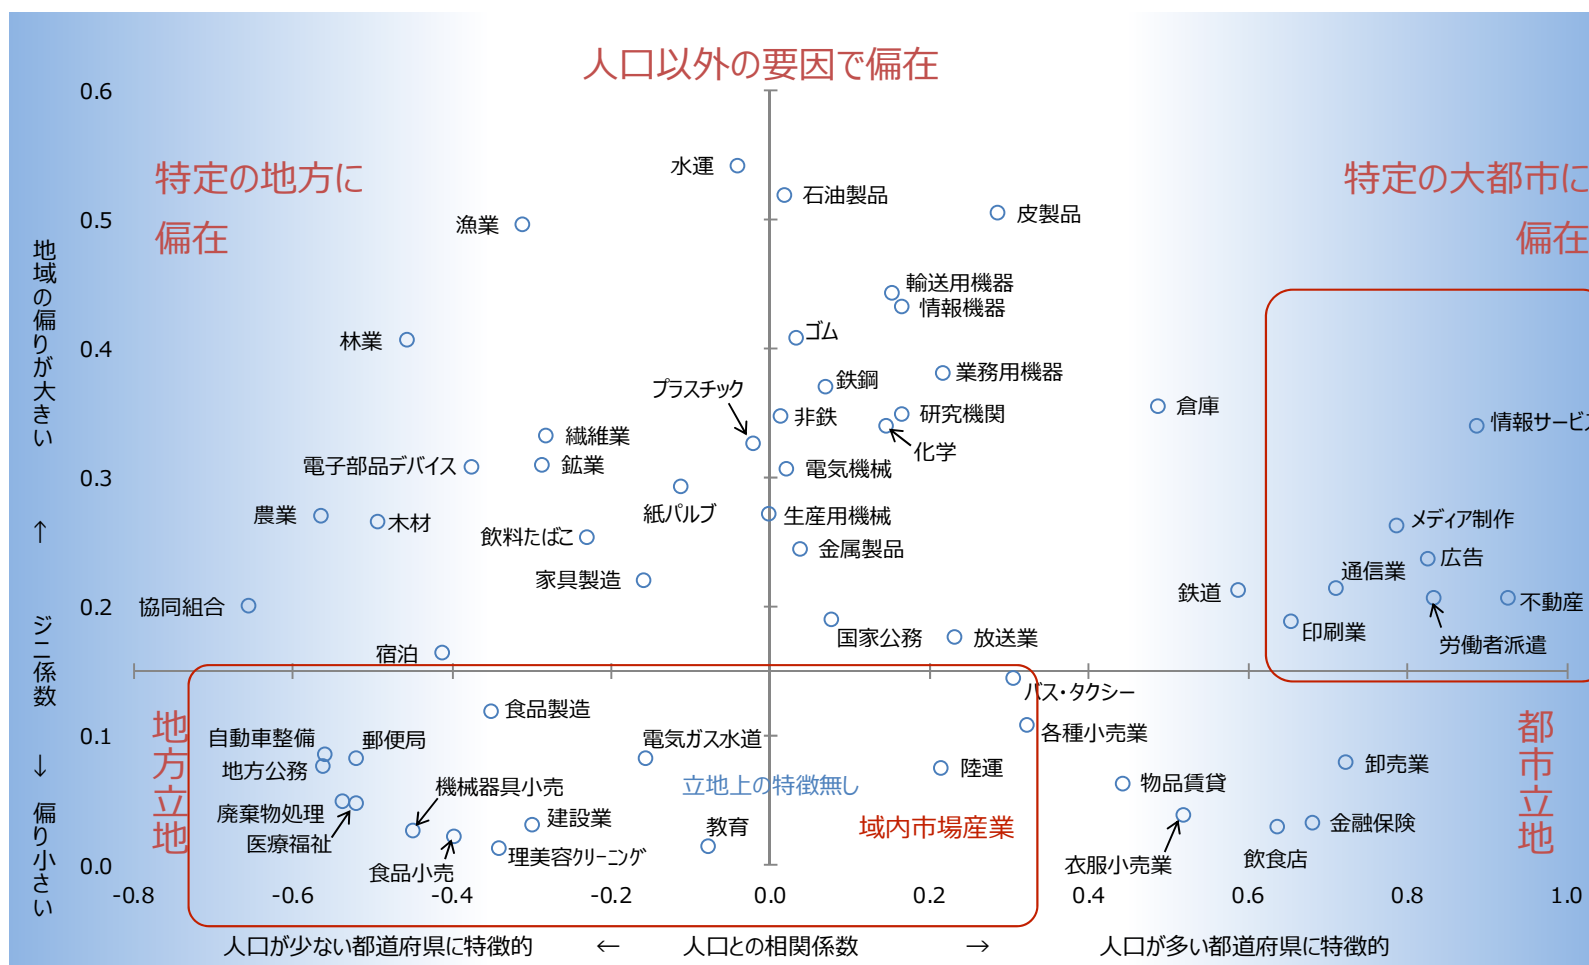 人口以外の要因で偏在
0.6
特定の地方に
偏在
水運
石油製品
皮製品
特定の大都市に
偏在
0.5
漁業
輸送用機器
情報機器
ゴム
0.4
林業
鉄鋼
業務用機器
プラスチック
非鉄
研究機関
化学
倉庫
情報サービス
繊維業
電子部品デバイス
鉱業
電気機械
0.3
農業
木材
紙パルプ
生産用機械
飲料たばこ
金属製品
メディア制作
広告
通信業
家具製造
鉄道
不動産
0.2
協同組合
国家公務
放送業
印刷業
労働者派遣
宿泊
バス・タクシー
食品製造
各種小売業
地方立地
自動車整備
郵便局
地方公務
電気ガス水道
0.1
陸運
立地上の特徴無し
機械器具小売
物品賃貸
卸売業
都市立地
廃棄物処理
医療福祉
建設業
教育
域内市場産業
金融保険
食品小売
理美容クリーニング
衣服小売業
飲食店
0.0
-0.8
-0.6
-0.4
-0.2
0.0
0.2
0.4
0.6
0.8
1.0
人口が少ない都道府県に特徴的 ← 人口との相関係数 → 人口が多い都道府県に特徴的
地域の偏りが大きい ← ジニ係数 → 偏り小さい